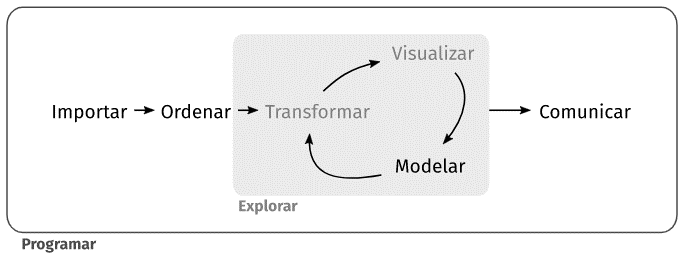 Visualizar
Importar
Ordenar
Transformar
Comunicar
Modelar
Explorar
Programar